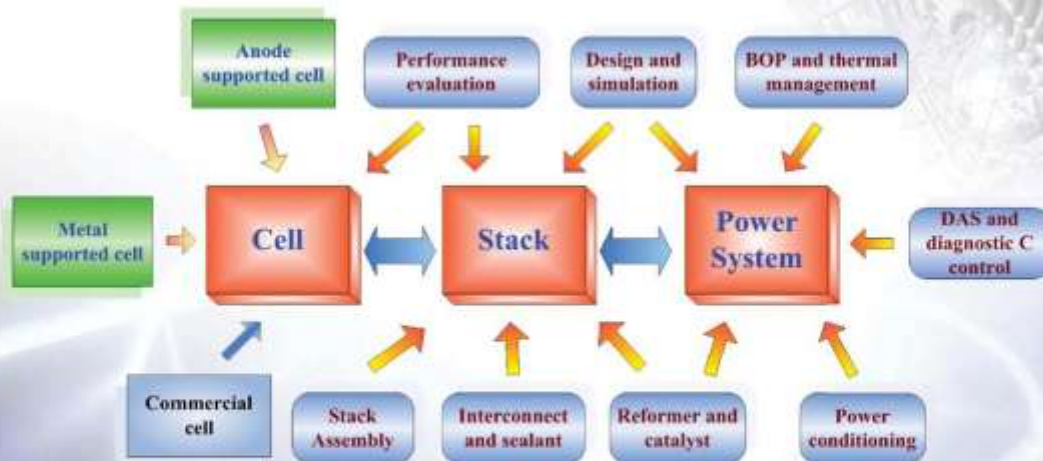 Anode
supported cell
Performance
evaluation
Design and
simulation
BOP and thermal
management
Metal
supported cell
Cell
Stack
Power
System
DAS and
diagnostic C
control
Commercial
cell
Stack
Assembly
Interconnect
and sealant
Reformer and
catalyst
Power
conditioning